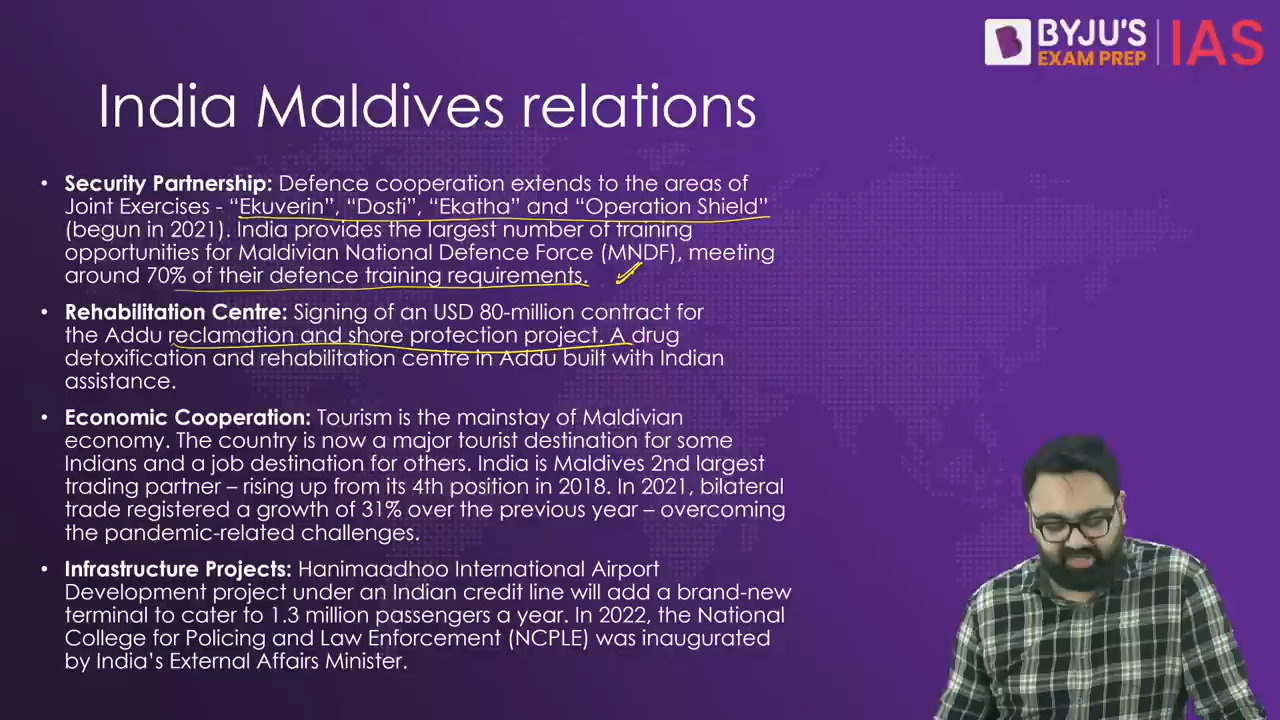 BYJU'S
EXAM PREP
IAS
India Maldives relations
• Security Partnership: Defence cooperation extends to the areas of
Joint Exercises - “Ekuverin”, “Dosti”, “Ekatha” and “Operation Shield”
(begun in 2021). India provides the largest number of training
opportunities for Maldivian National Defence Force (MNDF), meeting
around 70% of their defence training requirements.
• Rehabilitation Centre: Signing of an USD 80-million contract for
the Addu reclamation and shore protection project. A drug
detoxification and rehabilitation centre in Addu built with Indian
assistance.
• Economic Cooperation: Tourism is the mainstay of Maldivian
economy. The country is now a major tourist destination for some
Indians and a job destination for others. India is Maldives 2nd largest
trading partner – rising up from its 4th position in 2018. In 2021, bilateral
trade registered a growth of 31% over the previous year – overcoming
the pandemic-related challenges.
• Infrastructure Projects: Hanimaadhoo International Airport
Development project under an Indian credit line will add a brand-new
terminal to cater to 1.3 million passengers a year. In 2022, the National
College for Policing and Law Enforcement (NCPLE) was inaugurated
by India’s External Affairs Minister.